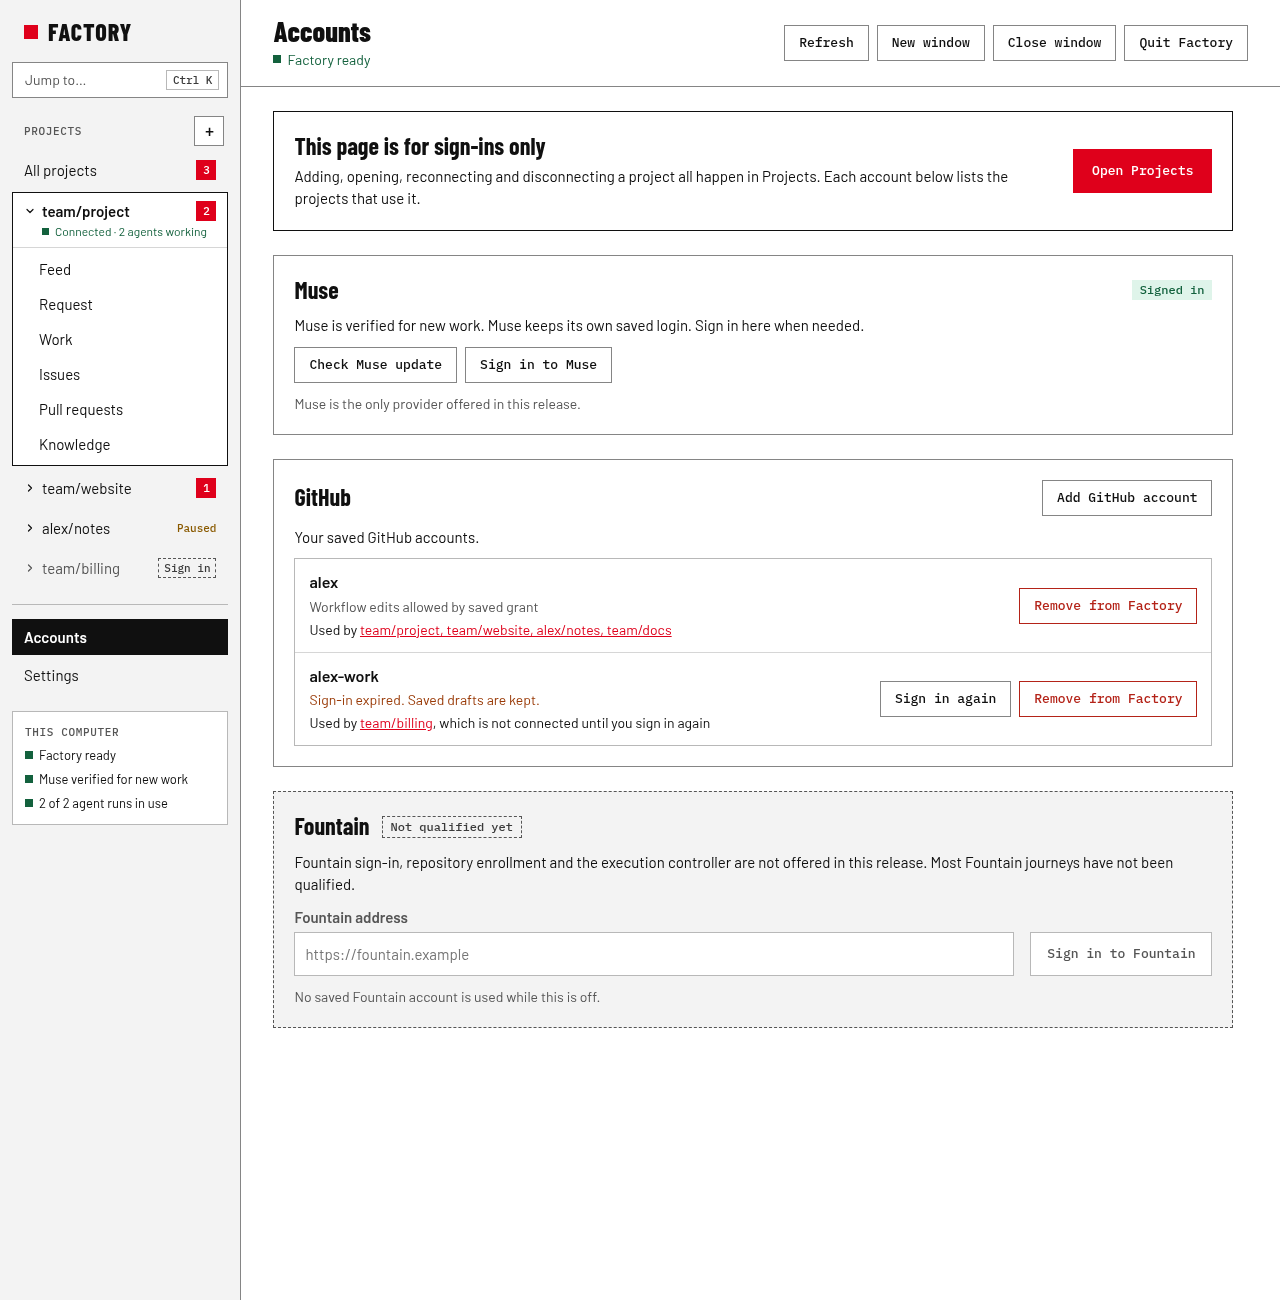 FACTORY
Jump to...
Ctrl K
PROJECTS
+
All projects
3
team/project
2
Connected · 2 agents working
Feed
Request
Work
Issues
Pull requests
Knowledge
team/website
1
alex/notes
Paused
team/billing
Sign in
Accounts
Settings
THIS COMPUTER
Factory ready
Muse verified for new work
2 of 2 agent runs in use
Accounts
Factory ready
Refresh
New window
Close window
Quit Factory
This page is for sign-ins only
Adding, opening, reconnecting and disconnecting a project all happen in Projects. Each account below lists the
projects that use it.
Open Projects
Muse
Signed in
Muse is verified for new work. Muse keeps its own saved login. Sign in here when needed.
Check Muse update
Sign in to Muse
Muse is the only provider offered in this release.
GitHub
Add GitHub account
Your saved GitHub accounts.
alex
Workflow edits allowed by saved grant
Used by team/project, team/website, alex/notes, team/docs
Remove from Factory
alex-work
Sign-in expired. Saved drafts are kept.
Used by team/billing, which is not connected until you sign in again
Sign in again
Remove from Factory
Fountain
Not qualified yet
Fountain sign-in, repository enrollment and the execution controller are not offered in this release. Most Fountain journeys have not been
qualified.
Fountain address
https://fountain.example
Sign in to Fountain
No saved Fountain account is used while this is off.